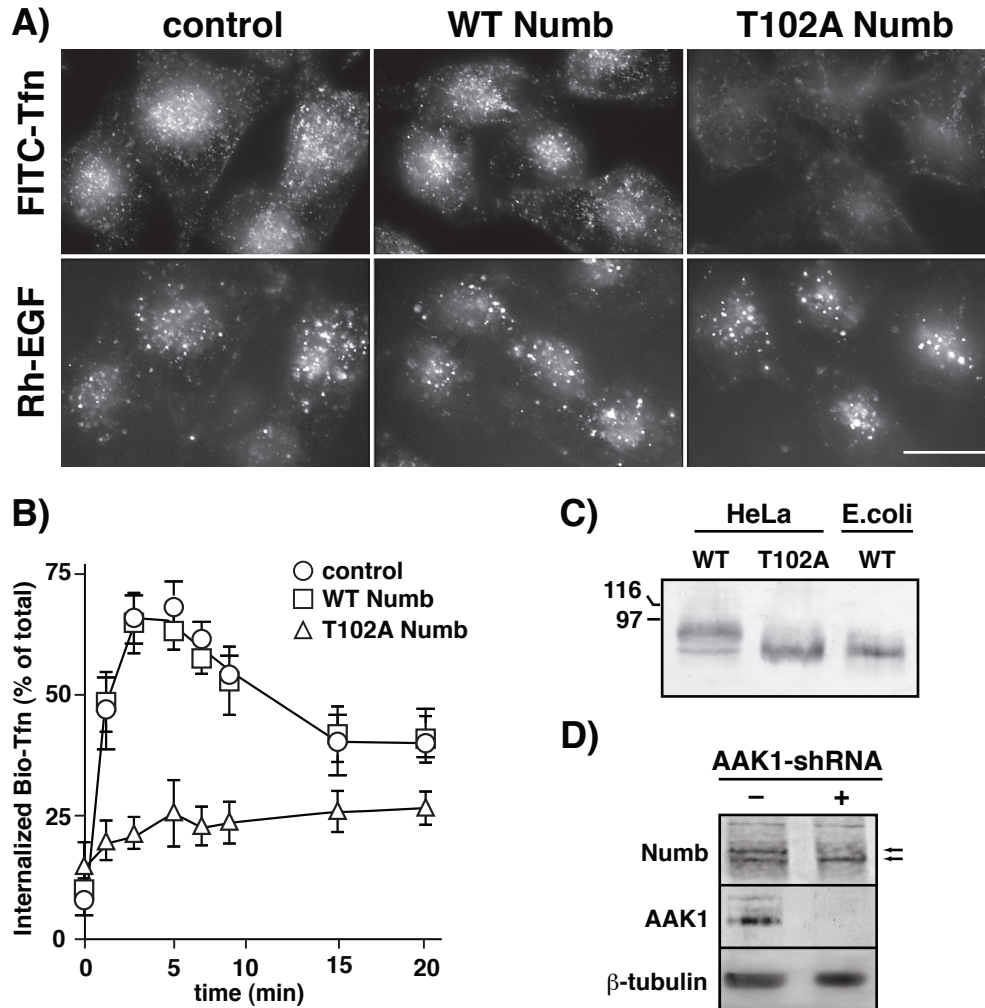 A)
control WT Numb T102A Numb
FITC-Tfn
Rh-EGF
B)
Internalized Bio-Tfn (% of total)
75
50
25
0
control
WT Numb
T102A Numb
0 5 10 15 20
time (min)
C)
HeLa E.coli
WT T102A WT
116
97
D)
AAK1-shRNA
– +
Numb
AAK1
β-tubulin